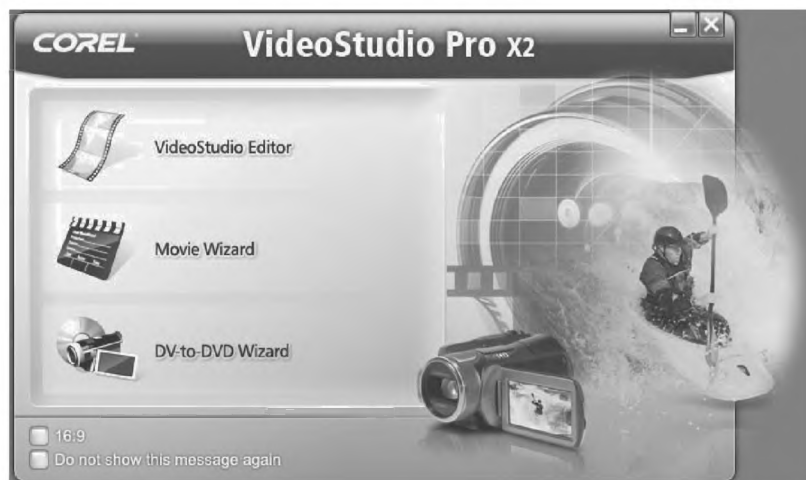 COREL
VideoStudio Pro X2
VideoStudio Editor
Movie Wizard
DV-to-DVD Wizard
16:9
Do not show this message again